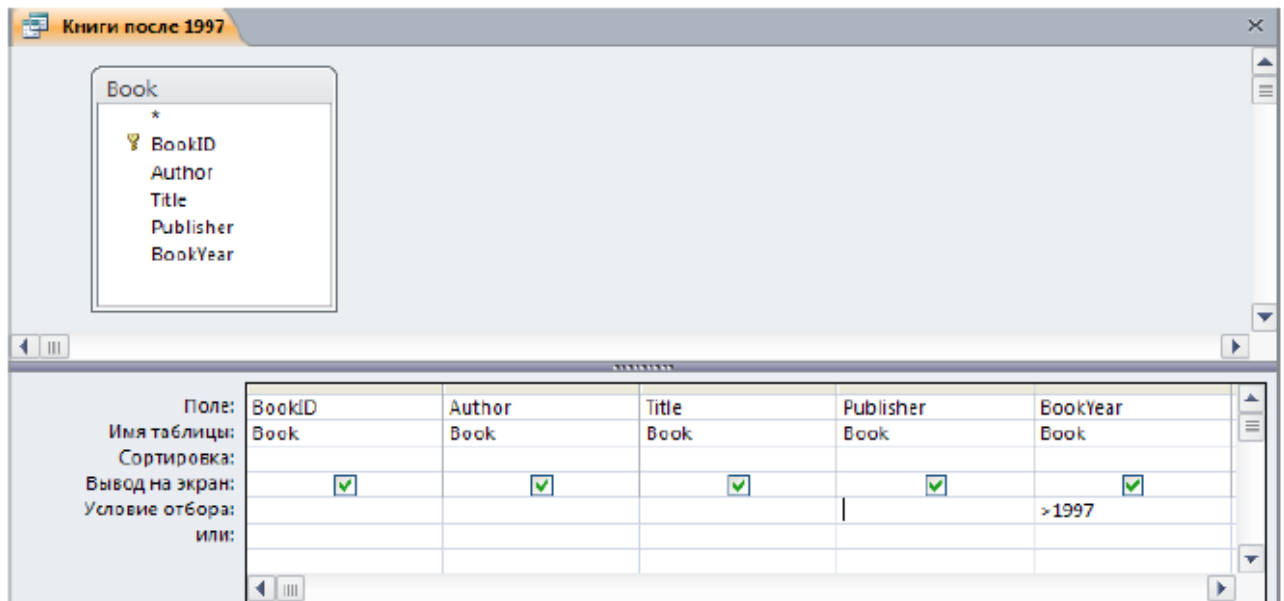 Книги после 1997
Book
*
BookID
Author
Title
Publisher
BookYear
Поле: BookID Author Title Publisher BookYear
Имя таблицы: Book Book Book Book Book
Сортировка:
Вывод на экран:
Условие отбора: >1997
или: